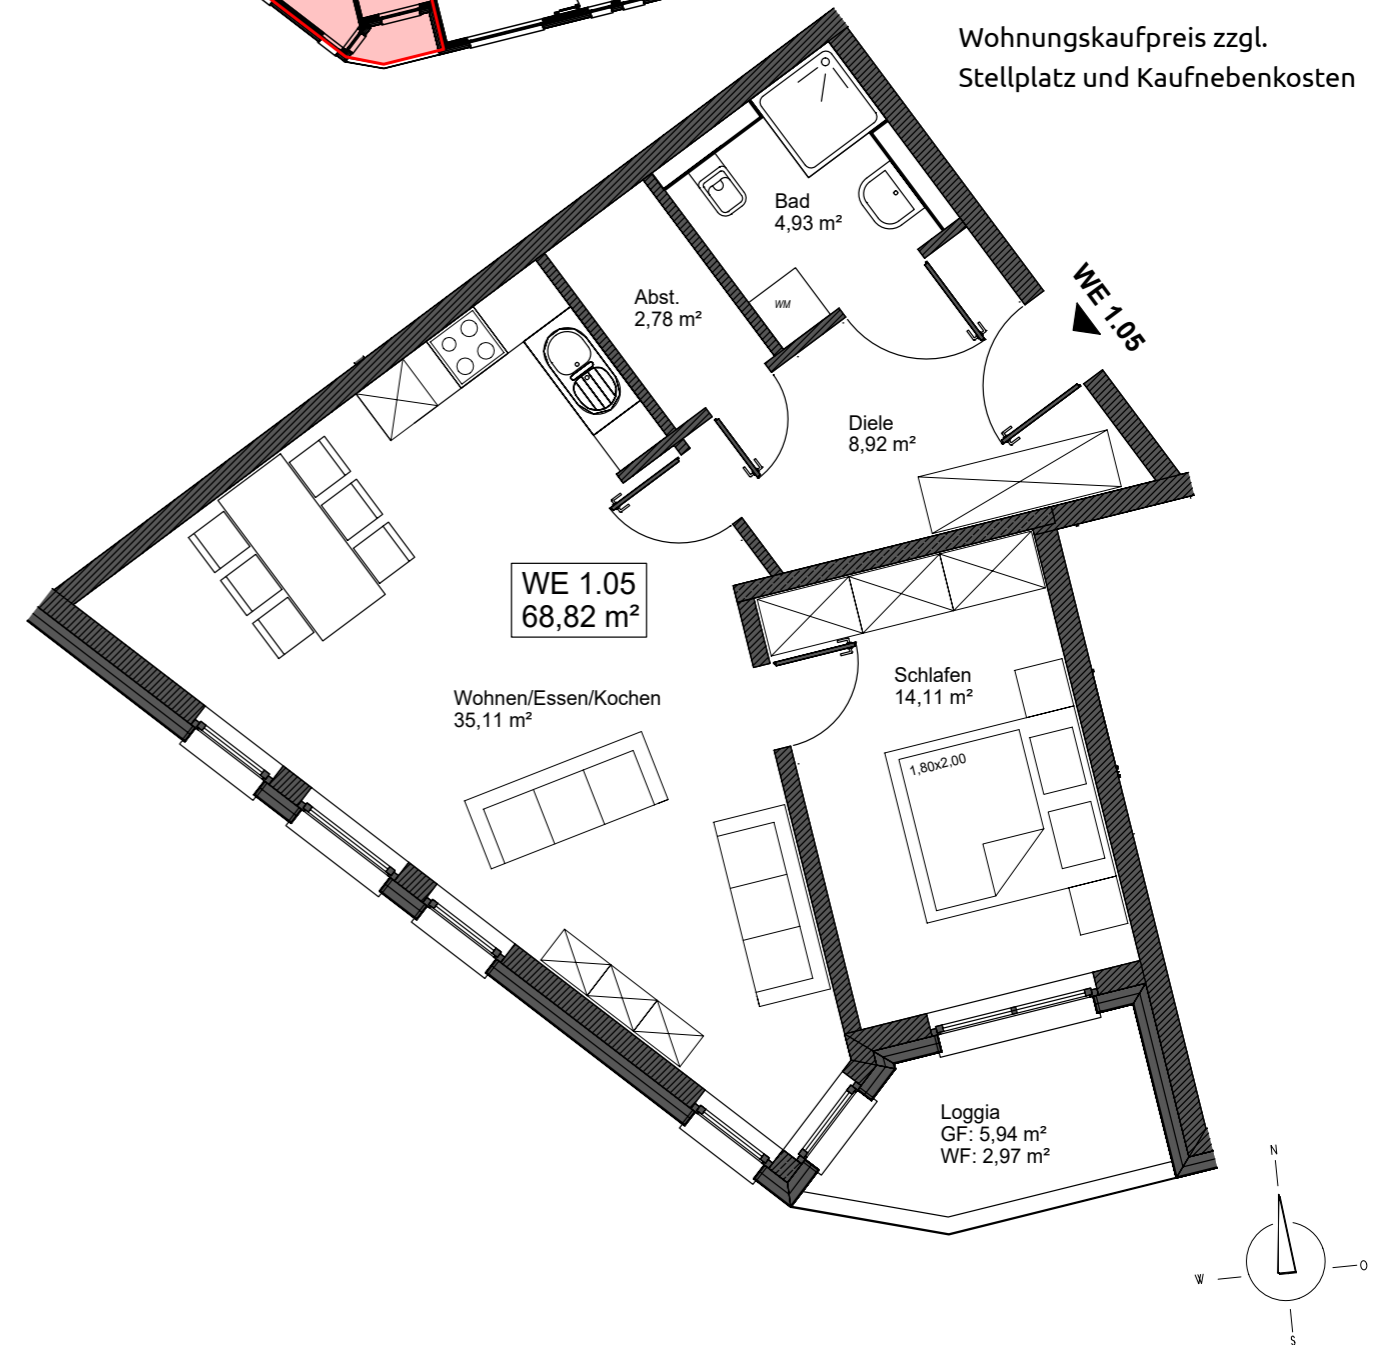 Wohnungskaufpreis zzgl.
Stellplatz und Kaufnebenkosten
Bad
4,93 m²
WE 1.05
Abst.
2,78 m²
WM
Diele
8,92 m²
WE 1.05
68,82 m²
Wohnen/Essen/Kochen
35,11 m²
Schlafen
14,11 m²
1,80x2,00
Loggia
GF: 5,94 m²
WF: 2,97 m²
N
W
O
S